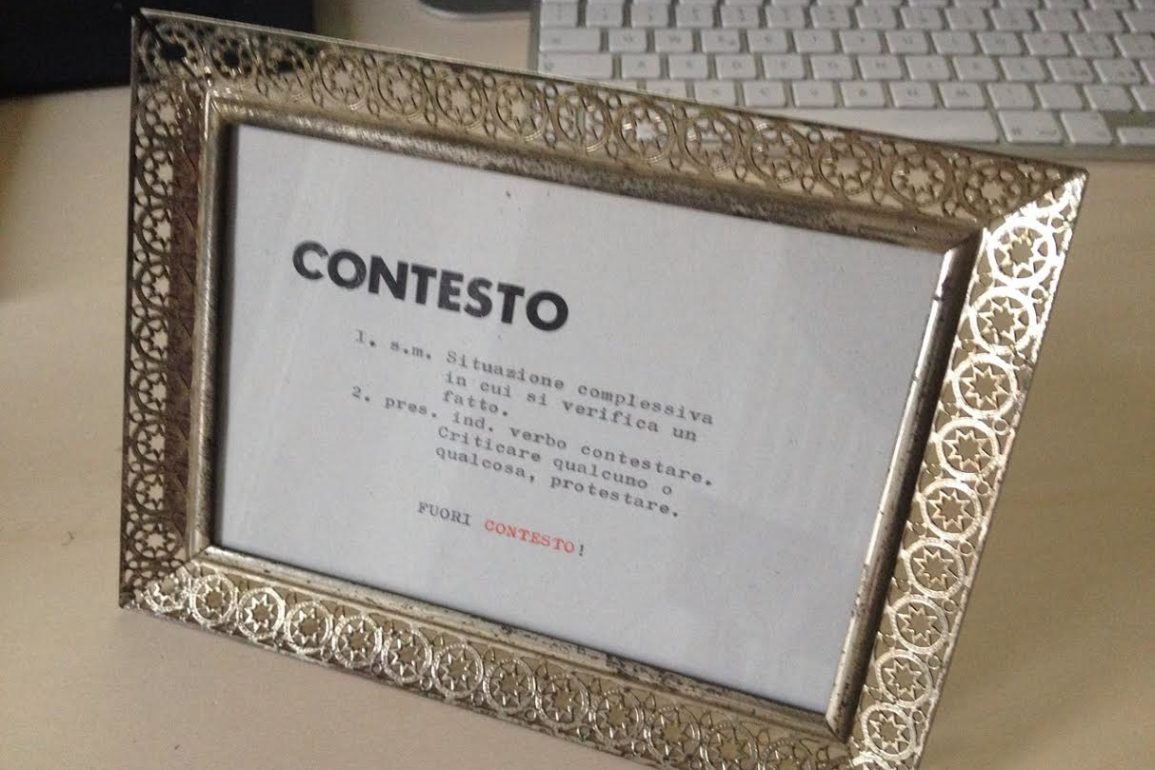 CONTESTO
1. s.m. Situazione complessiva
in cui si verifica un
fatto.
2. pres. ind. verbo contestare.
Criticare qualcuno o
qualcosa, protestare.
FUORI CONTESTO!